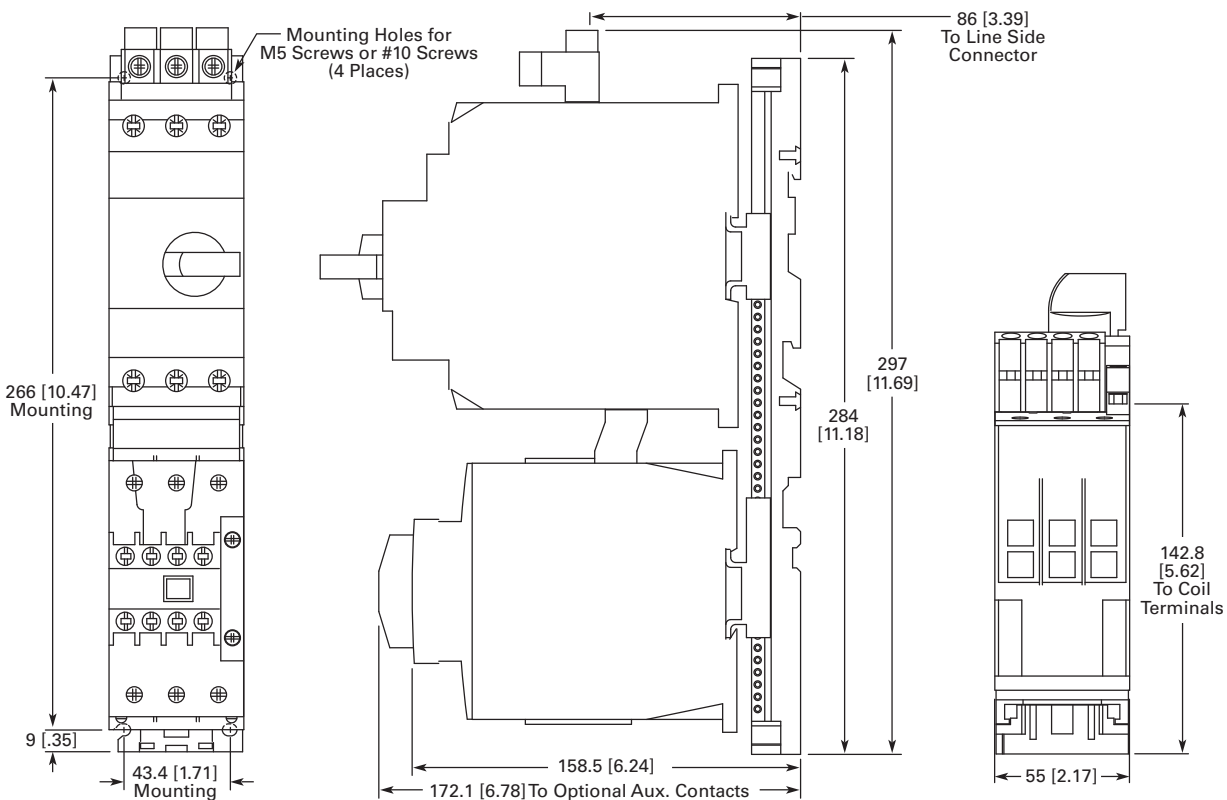 Mounting Holes for
M5 Screws or #10 Screws
(4 Places)
86 [3.39]
To Line Side
Connector
266 [10.47]
Mounting
297
[11.69]
284
[11.18]
142.8
[5.62]
To Coil
Terminals
9 [.35]
43.4 [1.71]
Mounting
158.5 [6.24]
172.1 [6.78] To Optional Aux. Contacts
55 [2.17]